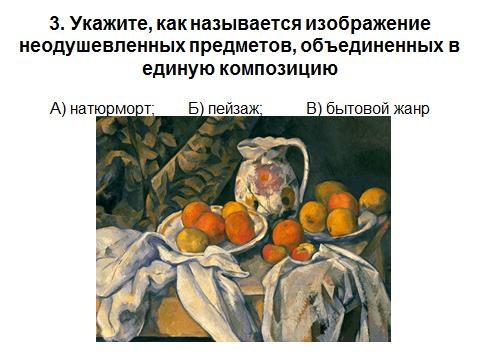 3. Укажите, как называется изображение
неодушевленных предметов, объединенных в
единую композицию
А) натюрморт; Б) пейзаж; В) бытовой жанр